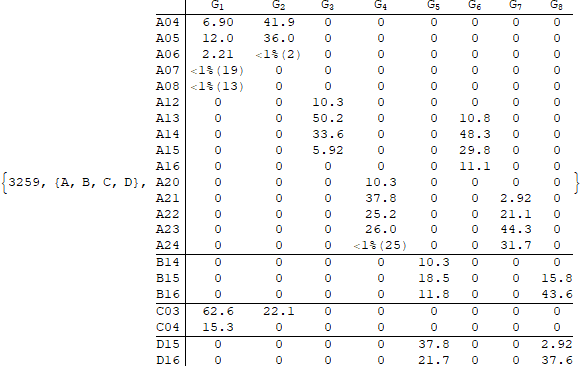 G₁ G₂ G₃ G₄ G₅ G₆ G₇ G₈
A04 6.90 41.9 0 0 0 0 0 0
A05 12.0 36.0 0 0 0 0 0 0
A06 2.21 <1%(2) 0 0 0 0 0 0
A07 <1%(19) 0 0 0 0 0 0 0
A08 <1%(13) 0 0 0 0 0 0 0
A12 0 0 10.3 0 0 0 0 0
A13 0 0 50.2 0 0 10.8 0 0
A14 0 0 33.6 0 0 48.3 0 0
A15 0 0 5.92 0 0 29.8 0 0
A16 0 0 0 0 0 11.1 0 0
{3259, {A, B, C, D}, A20 0 0 0 10.3 0 0 0 0 }
A21 0 0 0 37.8 0 0 2.92 0
A22 0 0 0 25.2 0 0 21.1 0
A23 0 0 0 26.0 0 0 44.3 0
A24 0 0 0 <1%(25) 0 0 31.7 0
B14 0 0 0 0 10.3 0 0 0
B15 0 0 0 0 18.5 0 0 15.8
B16 0 0 0 0 11.8 0 0 43.6
C03 62.6 22.1 0 0 0 0 0 0
C04 15.3 0 0 0 0 0 0 0
D15 0 0 0 0 37.8 0 0 2.92
D16 0 0 0 0 21.7 0 0 37.6